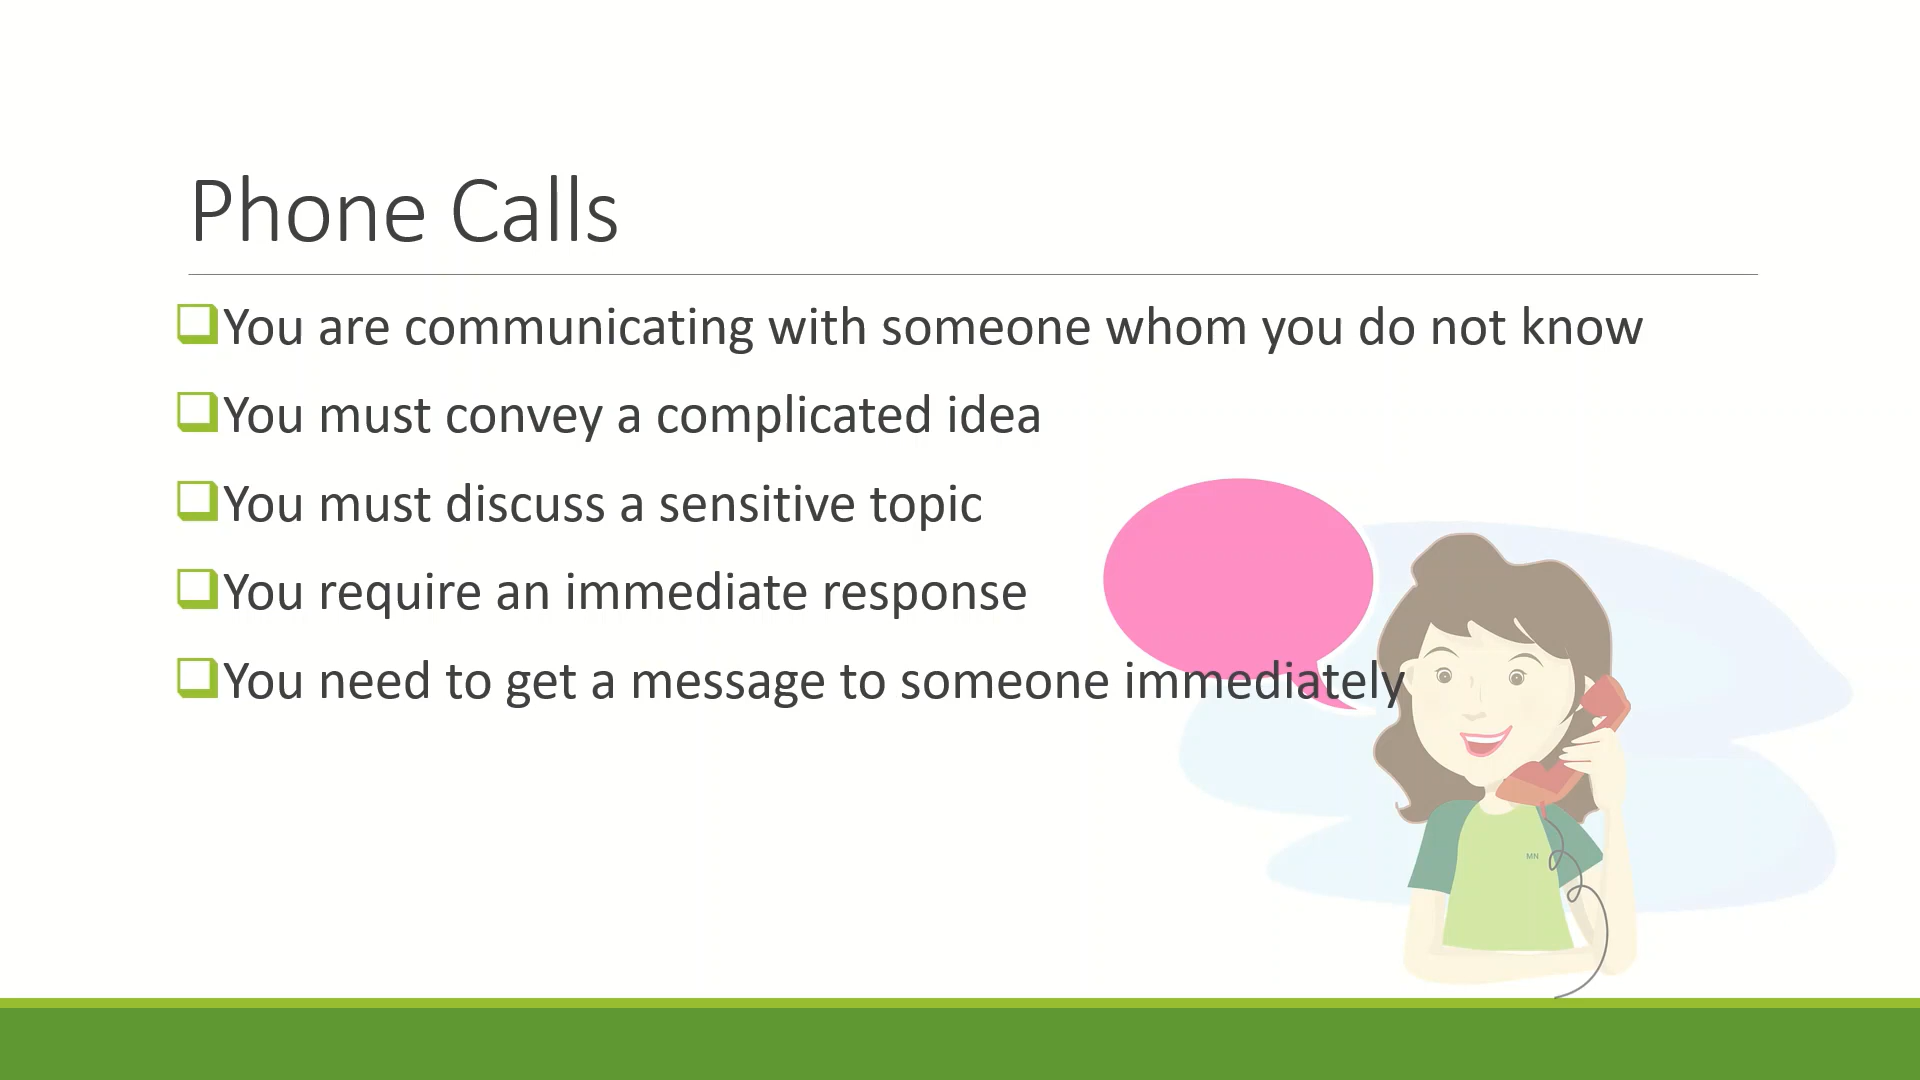 Phone Calls
You are communicating with someone whom you do not know
You must convey a complicated idea
You must discuss a sensitive topic
You require an immediate response
You need to get a message to someone immediately
MN